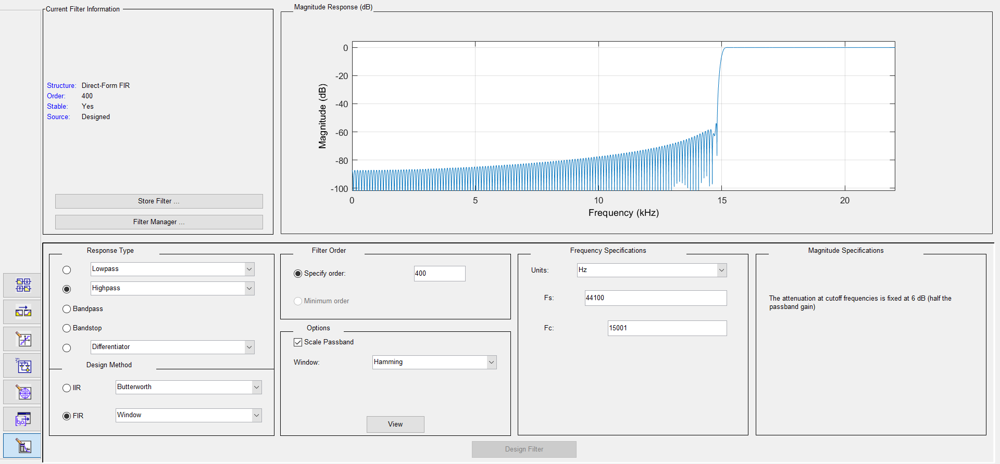 Current Filter Information
Structure: Direct-Form FIR
Order: 400
Stable: Yes
Source: Designed
Store Filter ...
Filter Manager ...
Magnitude Response (dB)
0
-20
-40
-60
-80
-100
Magnitude (dB)
0 5 10 15 20
Frequency (kHz)
Response Type
Lowpass
Highpass
Bandpass
Bandstop
Differentiator
Design Method
IIR Butterworth
FIR Window
Filter Order
Specify order: 400
Minimum order
Options
Scale Passband
Window: Hamming
View
Frequency Specifications
Units: Hz
Fs: 44100
Fc: 15001
Magnitude Specifications
The attenuation at cutoff frequencies is fixed at 6 dB (half the
passband gain)
Design Filter